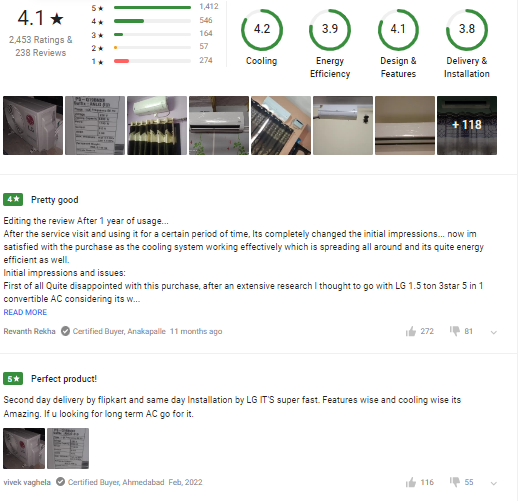 4.1 ★
2,453 Ratings &
238 Reviews
5 ★ 1,412
4 ★ 546
3 ★ 164
2 ★ 57
1 ★ 274
4.2
Cooling
3.9
Energy
Efficiency
4.1
Design &
Features
3.8
Delivery &
Installation
+ 118
4★ Pretty good
Editing the review After 1 year of usage...
After the service visit and using it for a certain period of time, Its completely changed the initial impressions... now im
satisfied with the purchase as the cooling system working effectively which is spreading all around and its quite energy
efficient as well.
Initial impressions and issues:
First of all Quite disappointed with this purchase, after an extensive research I thought to go with LG 1.5 ton 3star 5 in 1
convertible AC considering its w...
READ MORE
Revanth Rekha Certified Buyer, Anakapalle 11 months ago 272 81
5★ Perfect product!
Second day delivery by flipkart and same day Installation by LG IT'S super fast. Features wise and cooling wise its
Amazing. If u looking for long term AC go for it.
vivek vaghela Certified Buyer, Ahmedabad Feb, 2022 116 55